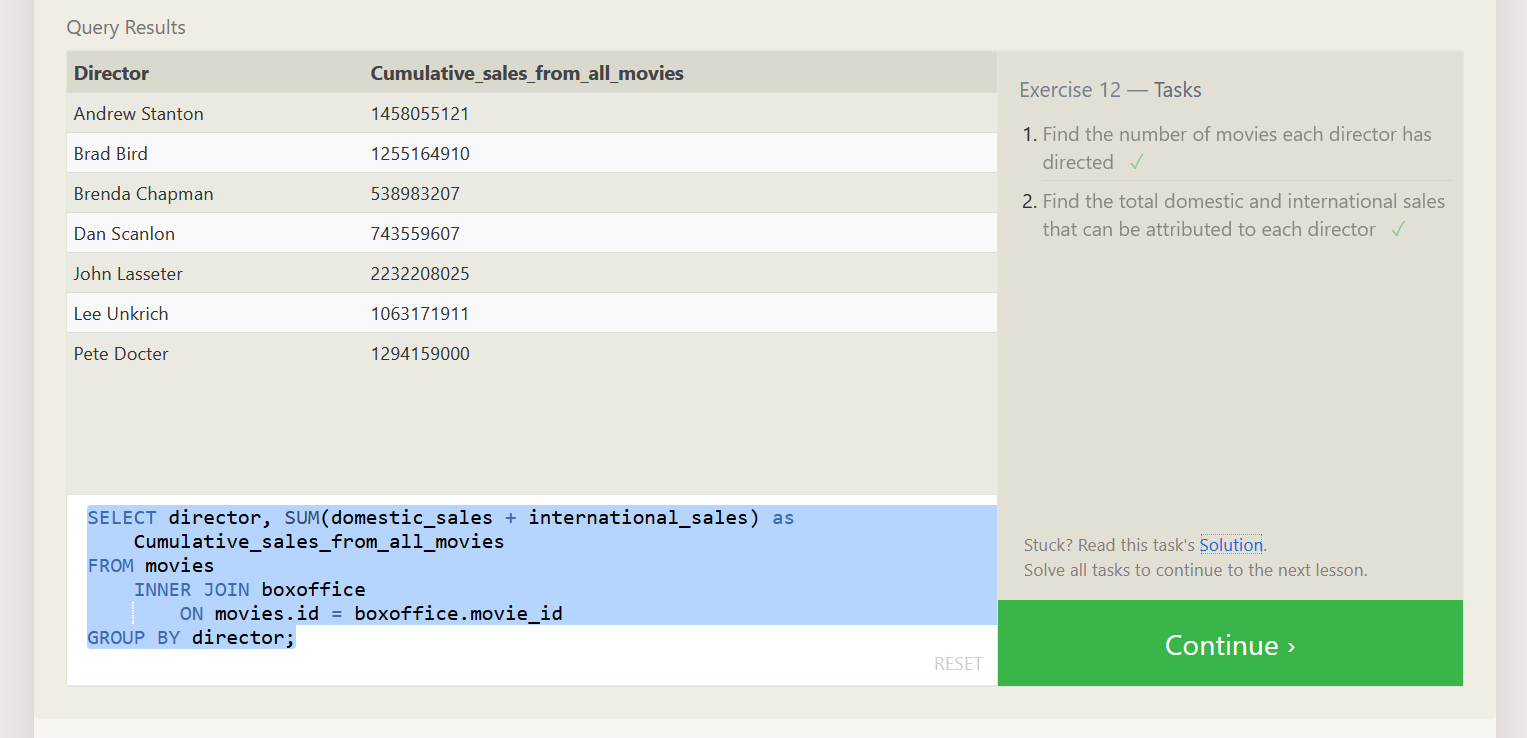 Query Results
Director Cumulative_sales_from_all_movies
Andrew Stanton 1458055121
Brad Bird 1255164910
Brenda Chapman 538983207
Dan Scanlon 743559607
John Lasseter 2232208025
Lee Unkrich 1063171911
Pete Docter 1294159000
SELECT director, SUM(domestic_sales + international_sales) as
    Cumulative_sales_from_all_movies
FROM movies
    INNER JOIN boxoffice
        ON movies.id = boxoffice.movie_id
GROUP BY director;
RESET
Exercise 12 — Tasks
1. Find the number of movies each director has
directed ✓
2. Find the total domestic and international sales
that can be attributed to each director ✓
Stuck? Read this task's Solution.
Solve all tasks to continue to the next lesson.
Continue ›